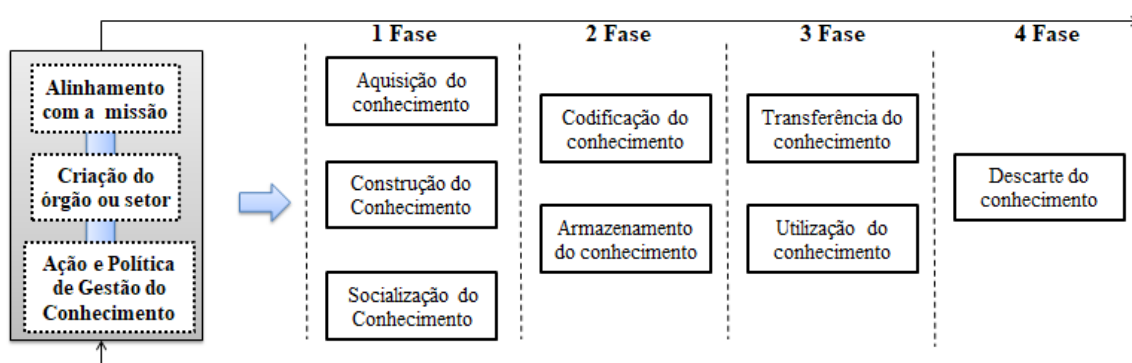 1 Fase
2 Fase
3 Fase
4 Fase
Alinhamento
com a missão
Criação do
órgão ou setor
Ação e Política
de Gestão do
Conhecimento
Aquisição do
conhecimento
Construção do
Conhecimento
Socialização do
Conhecimento
Codificação do
conhecimento
Armazenamento
do conhecimento
Transferência do
conhecimento
Utilização do
conhecimento
Descarte do
conhecimento